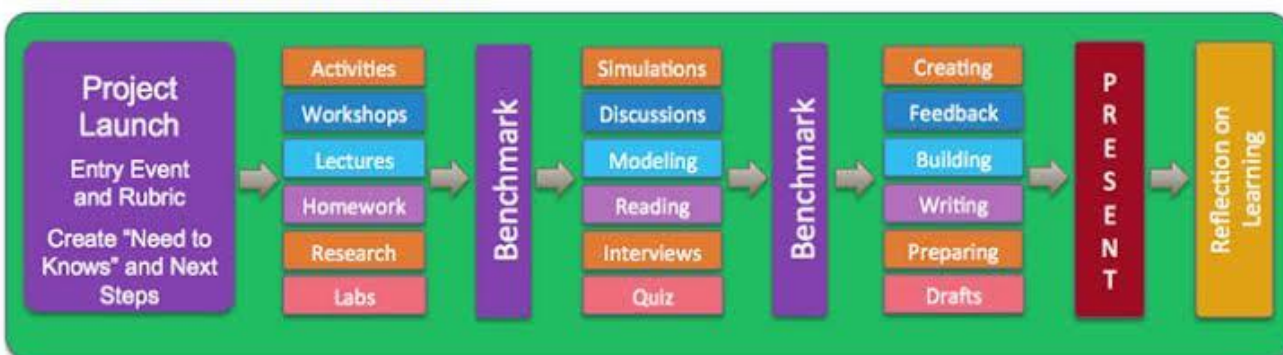 Project
Launch
Entry Event
and Rubric
Create "Need to
Knows" and Next
Steps
Activities
Workshops
Lectures
Homework
Research
Labs
Benchmark
Simulations
Discussions
Modeling
Reading
Interviews
Quiz
Benchmark
Creating
Feedback
Building
Writing
Preparing
Drafts
PRESENT
Reflection on
Learning